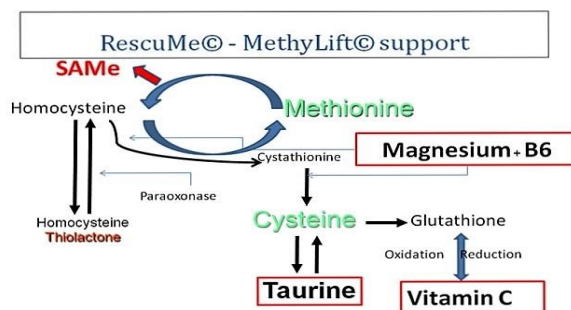 RescuMe© - MethyLift© support
SAMe
Homocysteine
Methionine
Cystathionine
Magnesium + B6
Paraoxonase
Homocysteine
Thiolactone
Cysteine
Glutathione
Oxidation Reduction
Taurine
Vitamin C